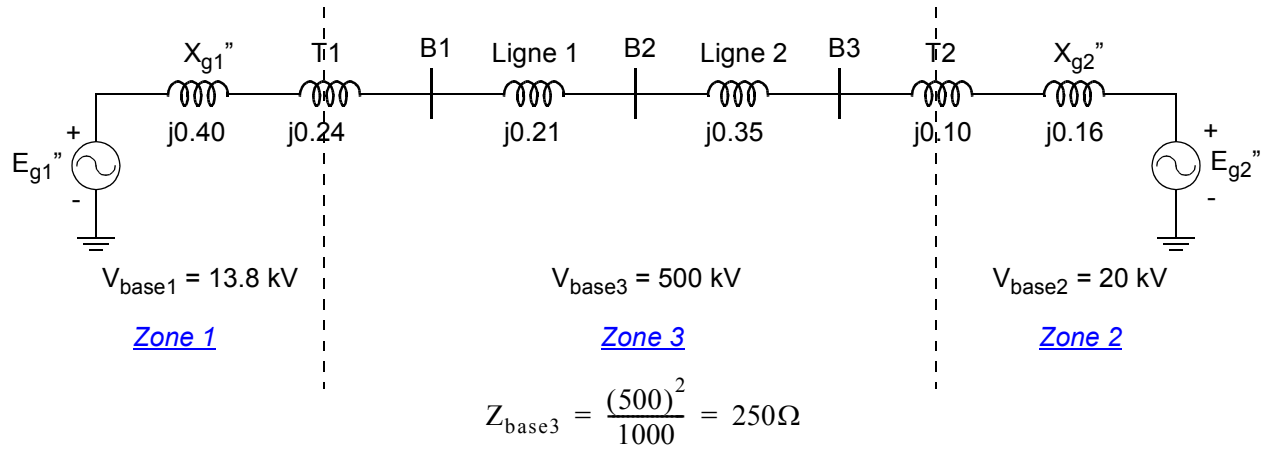 Xg1” T1 B1 Ligne 1 B2 Ligne 2 B3 T2 Xg2”
j0.40 j0.24 j0.21 j0.35 j0.10 j0.16
+ +
Eg1” Eg2”
- -
Vbase1 = 13.8 kV Vbase3 = 500 kV Vbase2 = 20 kV
Zone 1 Zone 3 Zone 2
Zbase3 = (500)² / 1000 = 250Ω